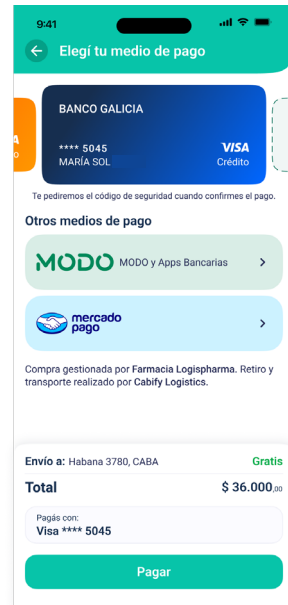 9:41
Elegí tu medio de pago
BANCO GALICIA
**** 5045
MARÍA SOL
VISA
Crédito
Te pediremos el código de seguridad cuando confirmes el pago.
Otros medios de pago
MODO MODO y Apps Bancarias
mercado
pago
Compra gestionada por Farmacia Logispharma. Retiro y
transporte realizado por Cabify Logistics.
Envío a: Habana 3780, CABA Gratis
Total $ 36.000,00
Pagás con:
Visa **** 5045
Pagar